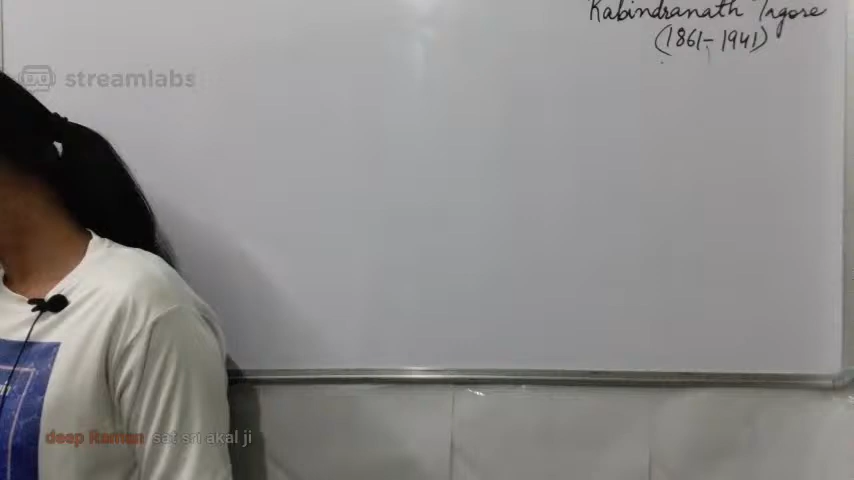 Rabindranath Tagore
(1861-1941)
streamlabs
deep Raman sat sri akal ji